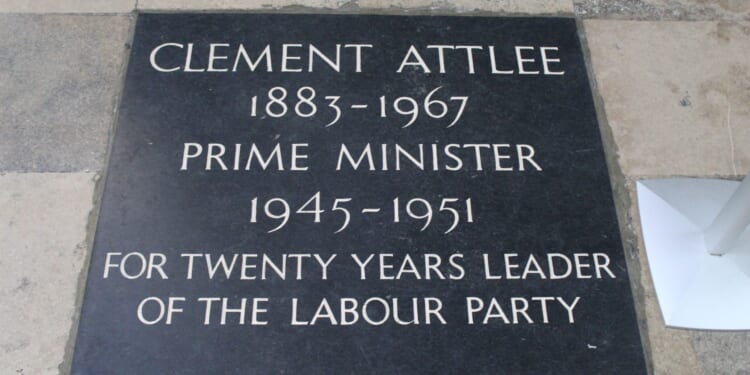 CLEMENT ATTLEE
1883-1967
PRIME MINISTER
1945-1951
FOR TWENTY YEARS LEADER
OF THE LABOUR PARTY